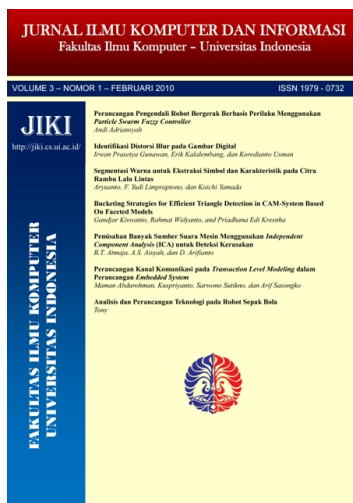 JURNAL ILMU KOMPUTER DAN INFORMASI
Fakultas Ilmu Komputer – Universitas Indonesia
VOLUME 3 – NOMOR 1 – FEBRUARI 2010
ISSN 1979 - 0732
JIKI
http://jiki.cs.ui.ac.id/
FAKULTAS ILMU KOMPUTER
UNIVERSITAS INDONESIA
Perancangan Pengendali Robot Bergerak Berbasis Perilaku Menggunakan
Particle Swarm Fuzzy Controller
Andi Adriansyah
Identifikasi Distorsi Blur pada Gambar Digital
Irwan Prasetya Gunawan, Erik Kalalembang, dan Koredianto Usman
Segmentasi Warna untuk Ekstraksi Simbol dan Karakteristik pada Citra
Rambu Lalu Lintas
Aryuanto, F. Yudi Limpraptono, dan Koichi Yamada
Bucketing Strategies for Efficient Triangle Detection in CAM-System Based
On Faceted Models
Gandjar Kiswanto, Rahmat Widyanto, and Priadhana Edi Kresnha
Pemisahan Banyak Sumber Suara Mesin Menggunakan Independent
Component Analysis (ICA) untuk Deteksi Kerusakan
B.T. Atmaja, A.S. Aisyah, dan D. Arifianto
Perancangan Kanal Komunikasi pada Transaction Level Modeling dalam
Perancangan Embedded System
Maman Abdurohman, Kuspriyanto, Sarwono Sutikno, dan Arif Sasongko
Analisis dan Perancangan Teknologi pada Robot Sepak Bola
Tony